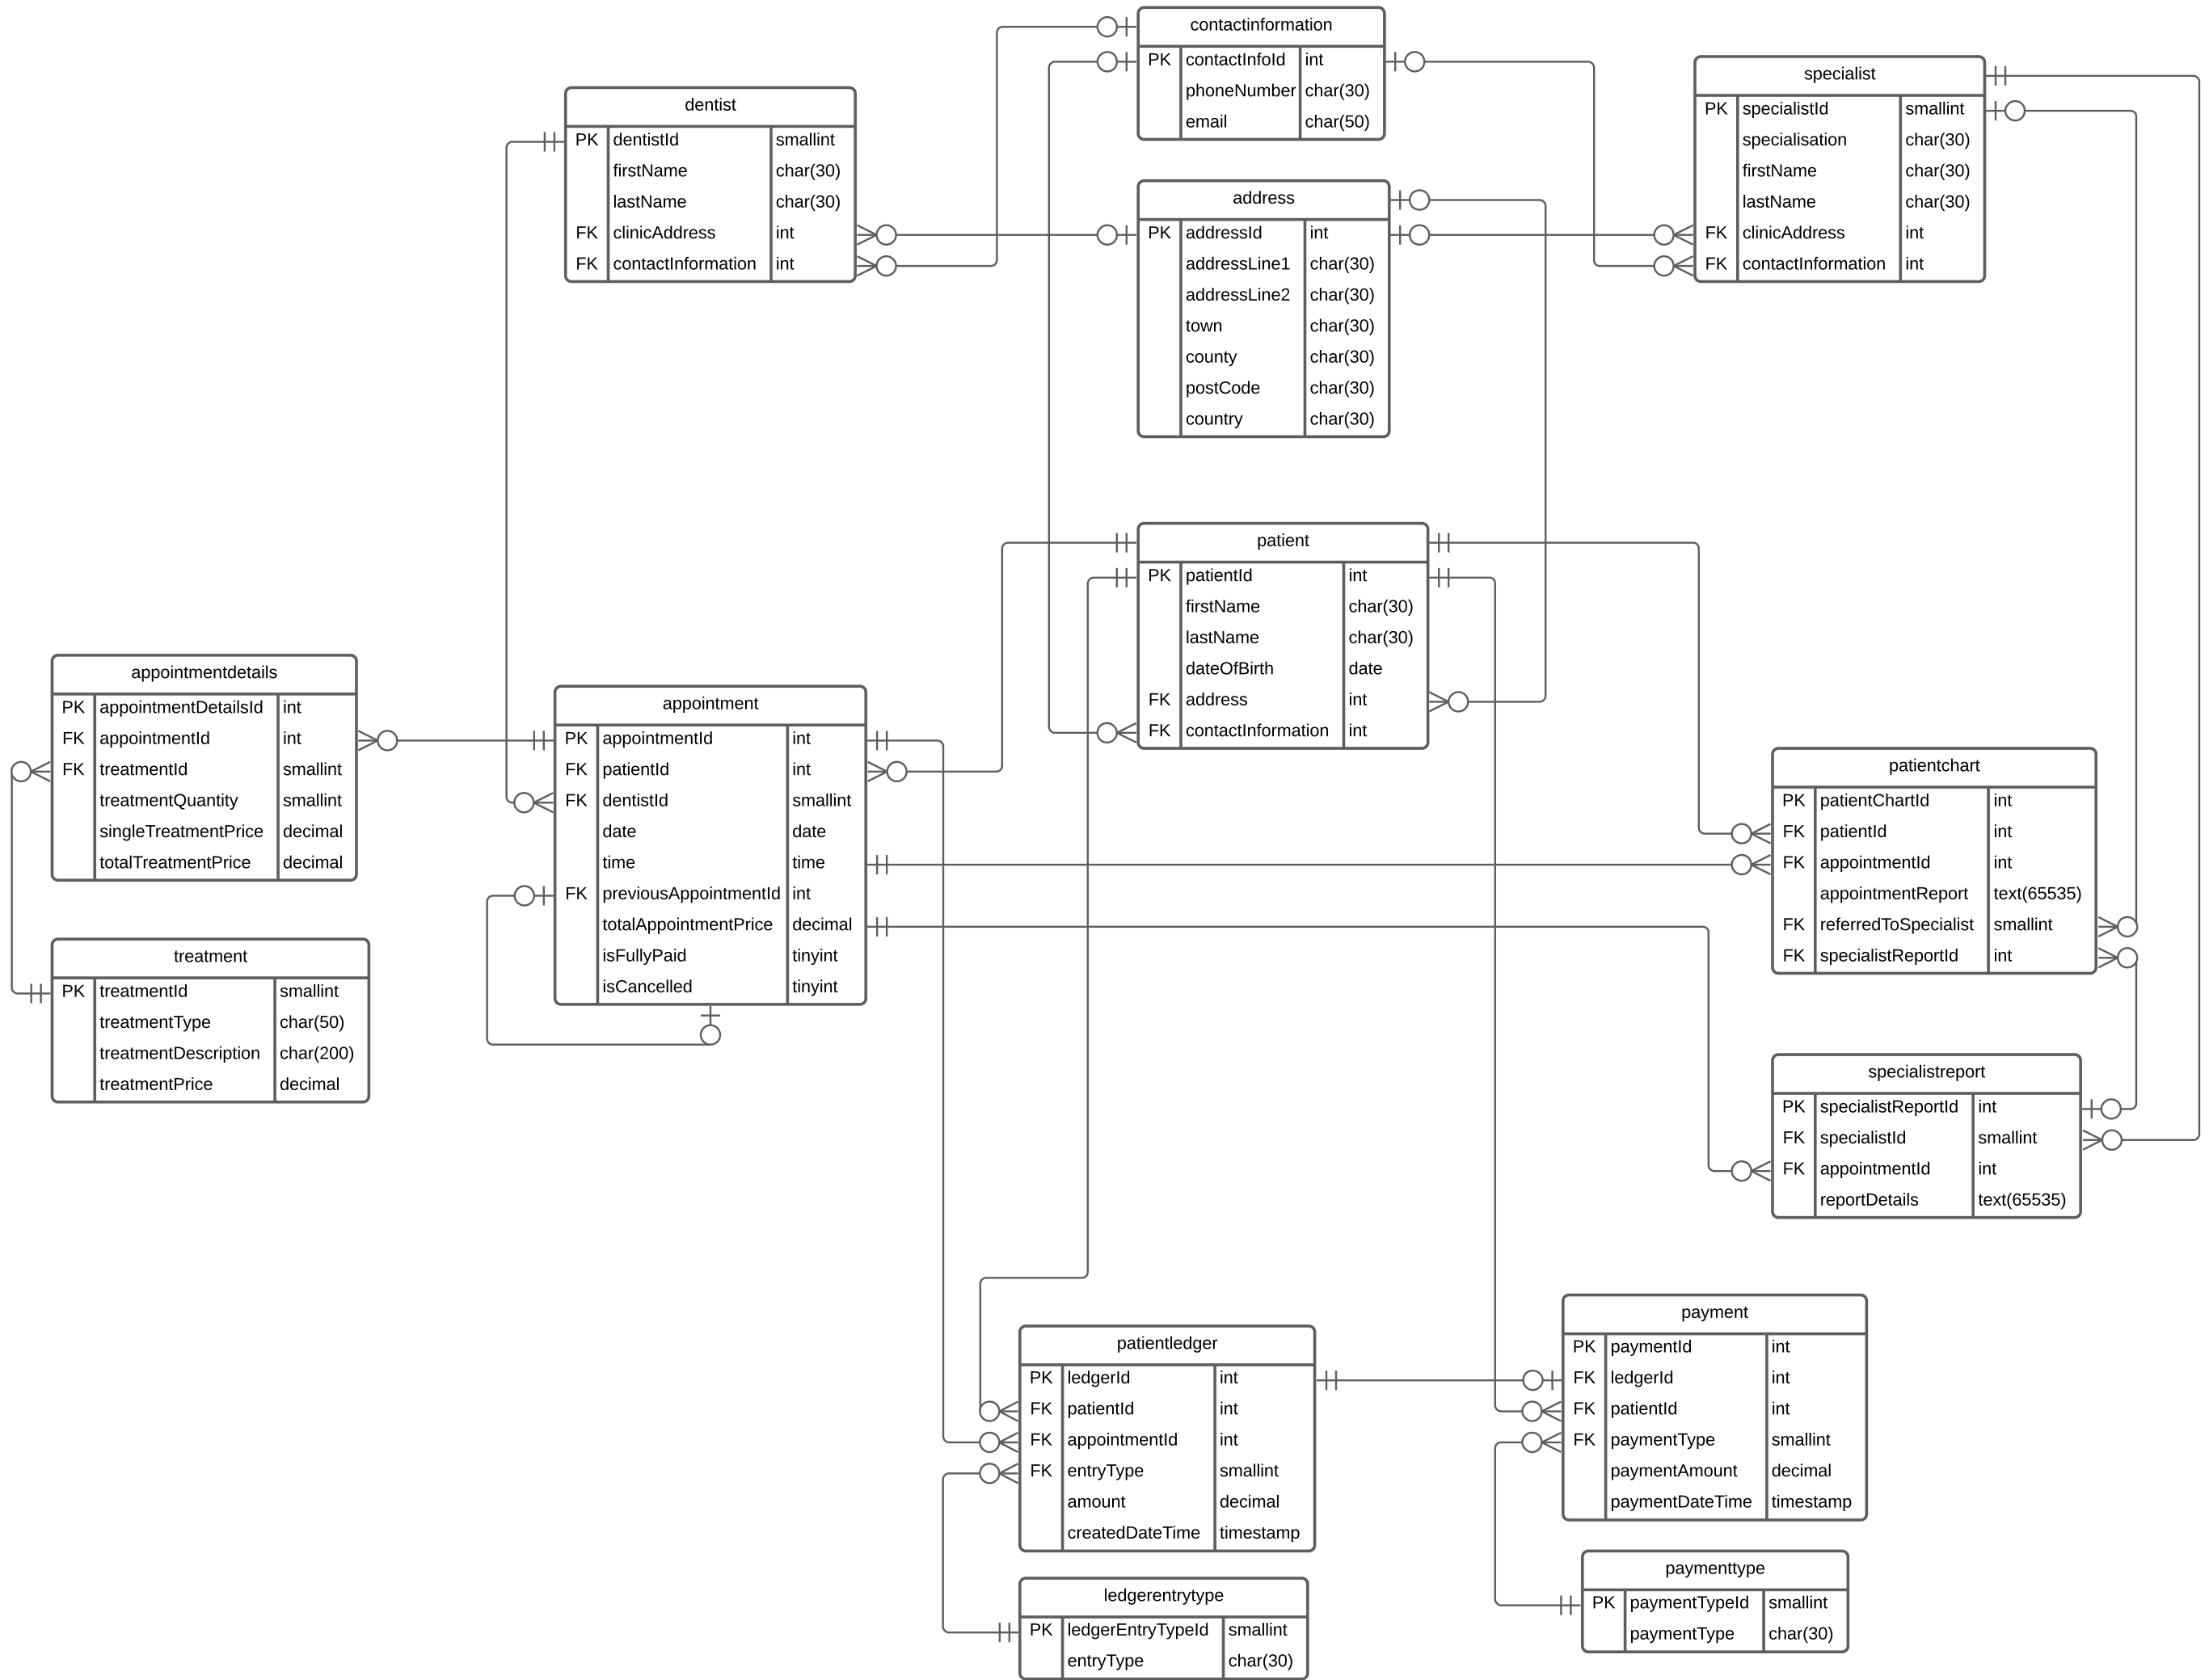 contactinformation
PK contactInfoId int
phoneNumber char(30)
email char(50)
specialist
PK specialistId smallint
specialisation char(30)
firstName char(30)
lastName char(30)
FK clinicAddress int
FK contactInformation int
dentist
PK dentistId smallint
firstName char(30)
lastName char(30)
FK clinicAddress int
FK contactInformation int
address
PK addressId int
addressLine1 char(30)
addressLine2 char(30)
town char(30)
county char(30)
postCode char(30)
country char(30)
patient
PK patientId int
firstName char(30)
lastName char(30)
dateOfBirth date
FK address int
FK contactInformation int
appointmentdetails
PK appointmentDetailsId int
FK appointmentId int
FK treatmentId smallint
treatmentQuantity smallint
singleTreatmentPrice decimal
totalTreatmentPrice decimal
appointment
PK appointmentId int
FK patientId int
FK dentistId smallint
date date
time time
FK previousAppointmentId int
totalAppointmentPrice decimal
isFullyPaid tinyint
isCancelled tinyint
patientchart
PK patientChartId int
FK patientId int
FK appointmentId int
appointmentReport text(65535)
FK referredToSpecialist smallint
FK specialistReportId int
treatment
PK treatmentId smallint
treatmentType char(50)
treatmentDescription char(200)
treatmentPrice decimal
specialistreport
PK specialistReportId int
FK specialistId smallint
FK appointmentId int
reportDetails text(65535)
patientledger
PK ledgerId int
FK patientId int
FK appointmentId int
FK entryType smallint
amount decimal
createdDateTime timestamp
payment
PK paymentId int
FK ledgerId int
FK patientId int
FK paymentType smallint
paymentAmount decimal
paymentDateTime timestamp
ledgerentrytype
PK ledgerEntryTypeId smallint
entryType char(30)
paymenttype
PK paymentTypeId smallint
paymentType char(30)